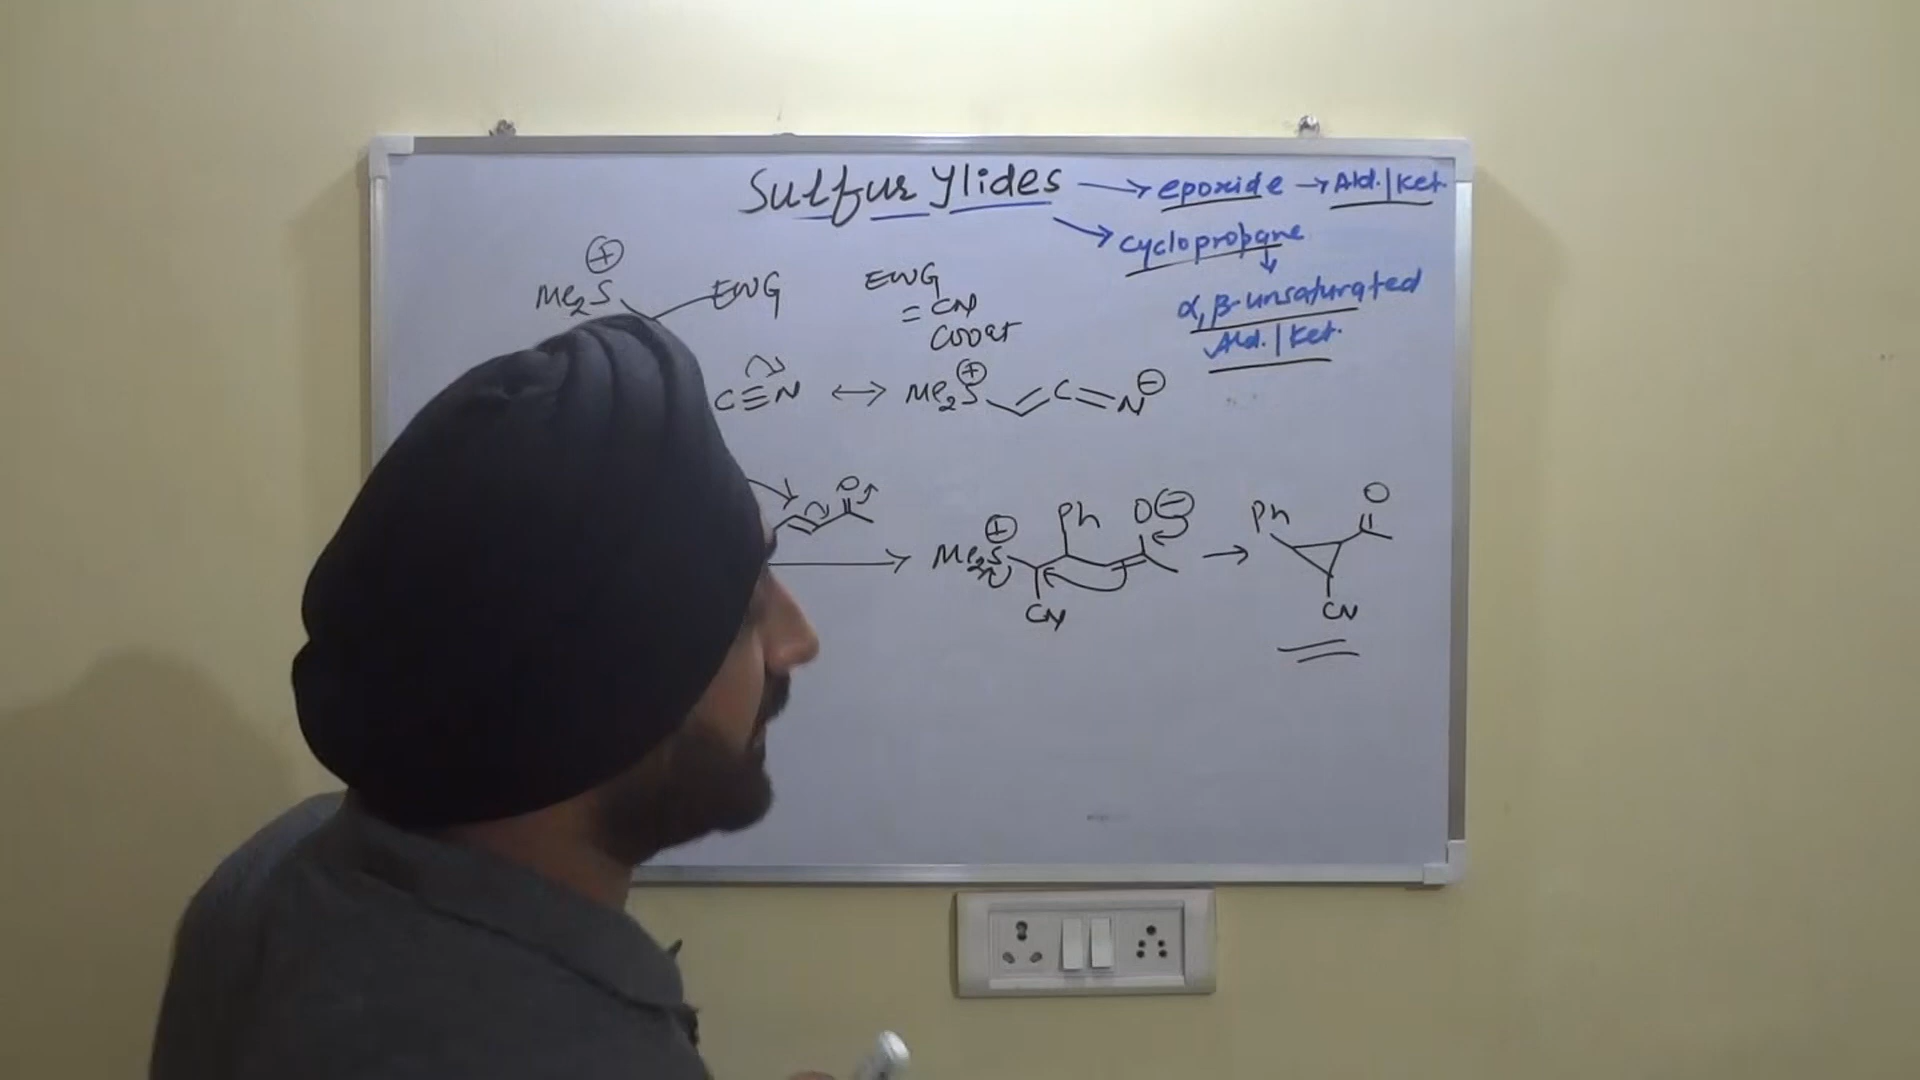 Sulfur Ylides → epoxide → Ald. | Ket.
→ cyclopropane
↓
α, β-unsaturated
Ald. | Ket.
⊕
Me2S EWG
EWG
= CN
COOEt
C≡N ↔ Me2S⊕ C=N⊖
O
→ Me2S⊕ Ph O⊖ → Ph O
CN CN